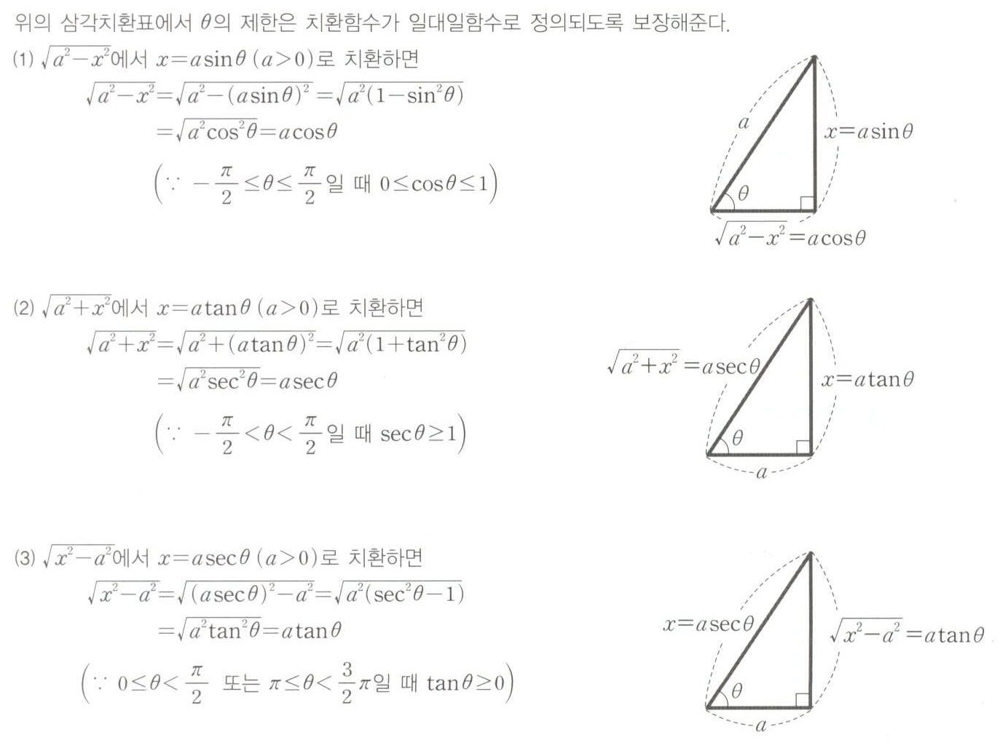 위의 삼각치환표에서 θ의 제한은 치환함수가 일대일함수로 정의되도록 보장해준다.
(1) √(a²−x²)에서 x=asinθ (a>0)로 치환하면
√(a²−x²)=√(a²−(asinθ)²)=√(a²(1−sin²θ))
=√(a²cos²θ)=acosθ
(∵ −π/2≤θ≤π/2일 때 0≤cosθ≤1)
a
x=asinθ
θ
√(a²−x²)=acosθ
(2) √(a²+x²)에서 x=atanθ (a>0)로 치환하면
√(a²+x²)=√(a²+(atanθ)²)=√(a²(1+tan²θ))
=√(a²sec²θ)=asecθ
(∵ −π/2<θ<π/2일 때 secθ≥1)
√(a²+x²)=asecθ
x=atanθ
θ
a
(3) √(x²−a²)에서 x=asecθ (a>0)로 치환하면
√(x²−a²)=√((asecθ)²−a²)=√(a²(sec²θ−1))
=√(a²tan²θ)=atanθ
(∵ 0≤θ<π/2 또는 π≤θ<3/2π일 때 tanθ≥0)
x=asecθ
√(x²−a²)=atanθ
θ
a